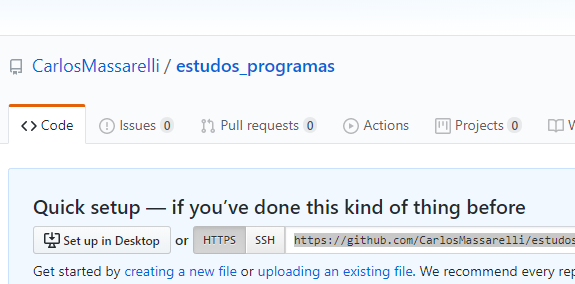 CarlosMassarelli / estudos_programas
Code Issues 0 Pull requests 0 Actions Projects 0 W
Quick setup — if you’ve done this kind of thing before
Set up in Desktop or HTTPS SSH https://github.com/CarlosMassarelli/estudos
Get started by creating a new file or uploading an existing file. We recommend every rep